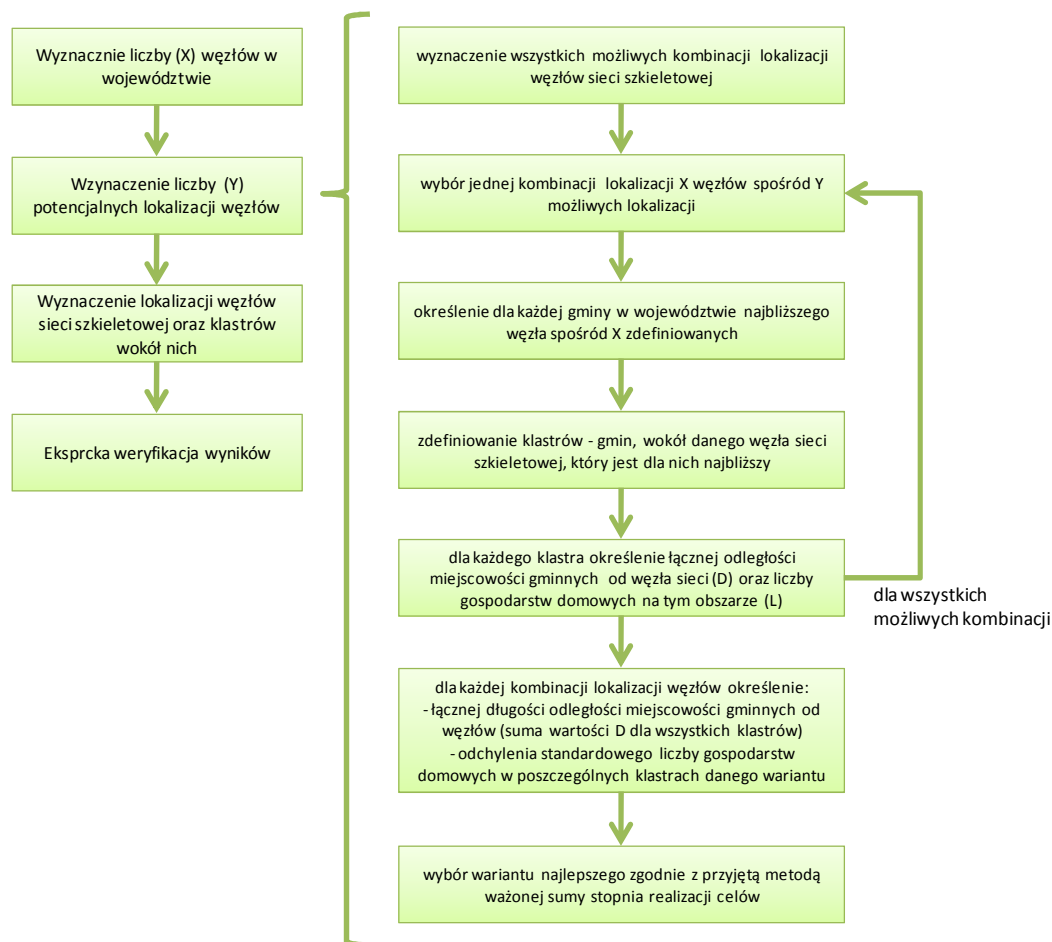 Wyznacznie liczby (X) węzłów w
województwie
Wzynaczenie liczby (Y)
potencjalnych lokalizacji węzłów
Wyznaczenie lokalizacji węzłów
sieci szkieletowej oraz klastrów
wokół nich
Eksprcka weryfikacja wyników
wyznaczenie wszystkich możliwych kombinacji lokalizacji
węzłów sieci szkieletowej
wybór jednej kombinacji lokalizacji X węzłów spośród Y
możliwych lokalizacji
określenie dla każdej gminy w województwie najbliższego
węzła spośród X zdefiniowanych
zdefiniowanie klastrów - gmin, wokół danego węzła sieci
szkieletowej, który jest dla nich najbliższy
dla każdego klastra określenie łącznej odległości
miejscowości gminnych od węzła sieci (D) oraz liczby
gospodarstw domowych na tym obszarze (L)
dla wszystkich
możliwych kombinacji
dla każdej kombinacji lokalizacji węzłów określenie:
- łącznej długości odległości miejscowości gminnych od
węzłów (suma wartości D dla wszystkich klastrów)
- odchylenia standardowego liczby gospodarstw
domowych w poszczególnych klastrach danego wariantu
wybór wariantu najlepszego zgodnie z przyjętą metodą
ważonej sumy stopnia realizacji celów